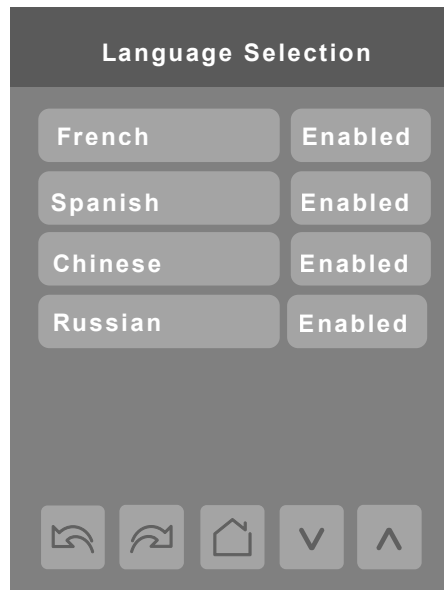 Language Selection
French Enabled
Spanish Enabled
Chinese Enabled
Russian Enabled